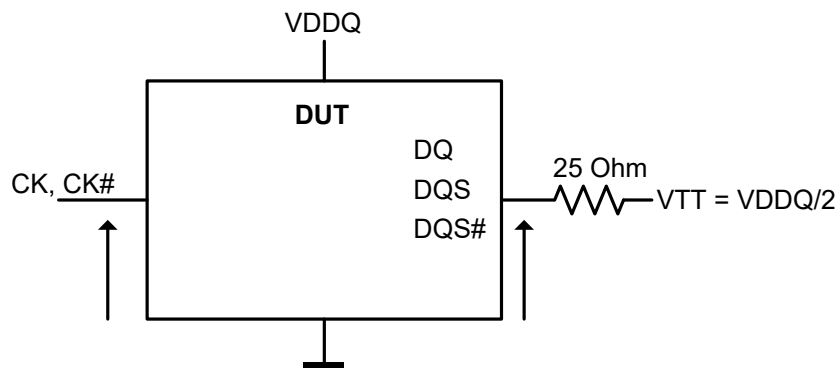 VDDQ
DUT
DQ
CK, CK#
DQS
DQS#
25 Ohm
VTT = VDDQ/2